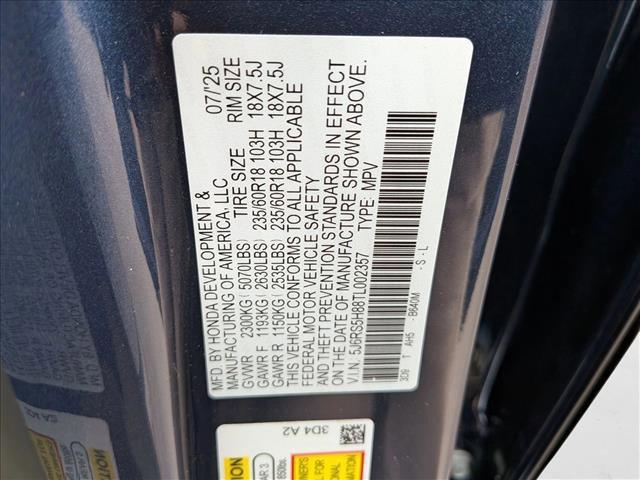 MFD. BY HONDA DEVELOPMENT & 07/'25
MANUFACTURING OF AMERICA, LLC
TIRE SIZE RIM SIZE
GVWR 2300KG(5070LBS)
GAWR F 1193KG(2630LBS) 235/60R18 103H 18X7.5J
GAWR R 1150KG(2535LBS) 235/60R18 103H 18X7.5J
THIS VEHICLE CONFORMS TO ALL APPLICABLE
FEDERAL MOTOR VEHICLE SAFETY
AND THEFT PREVENTION STANDARDS IN EFFECT
ON THE DATE OF MANUFACTURE SHOWN ABOVE.
V.I.N.: 5J6RS5H88TL002357 TYPE: MPV
3D9 T AH5 - B640M - S - L
3D4 A2